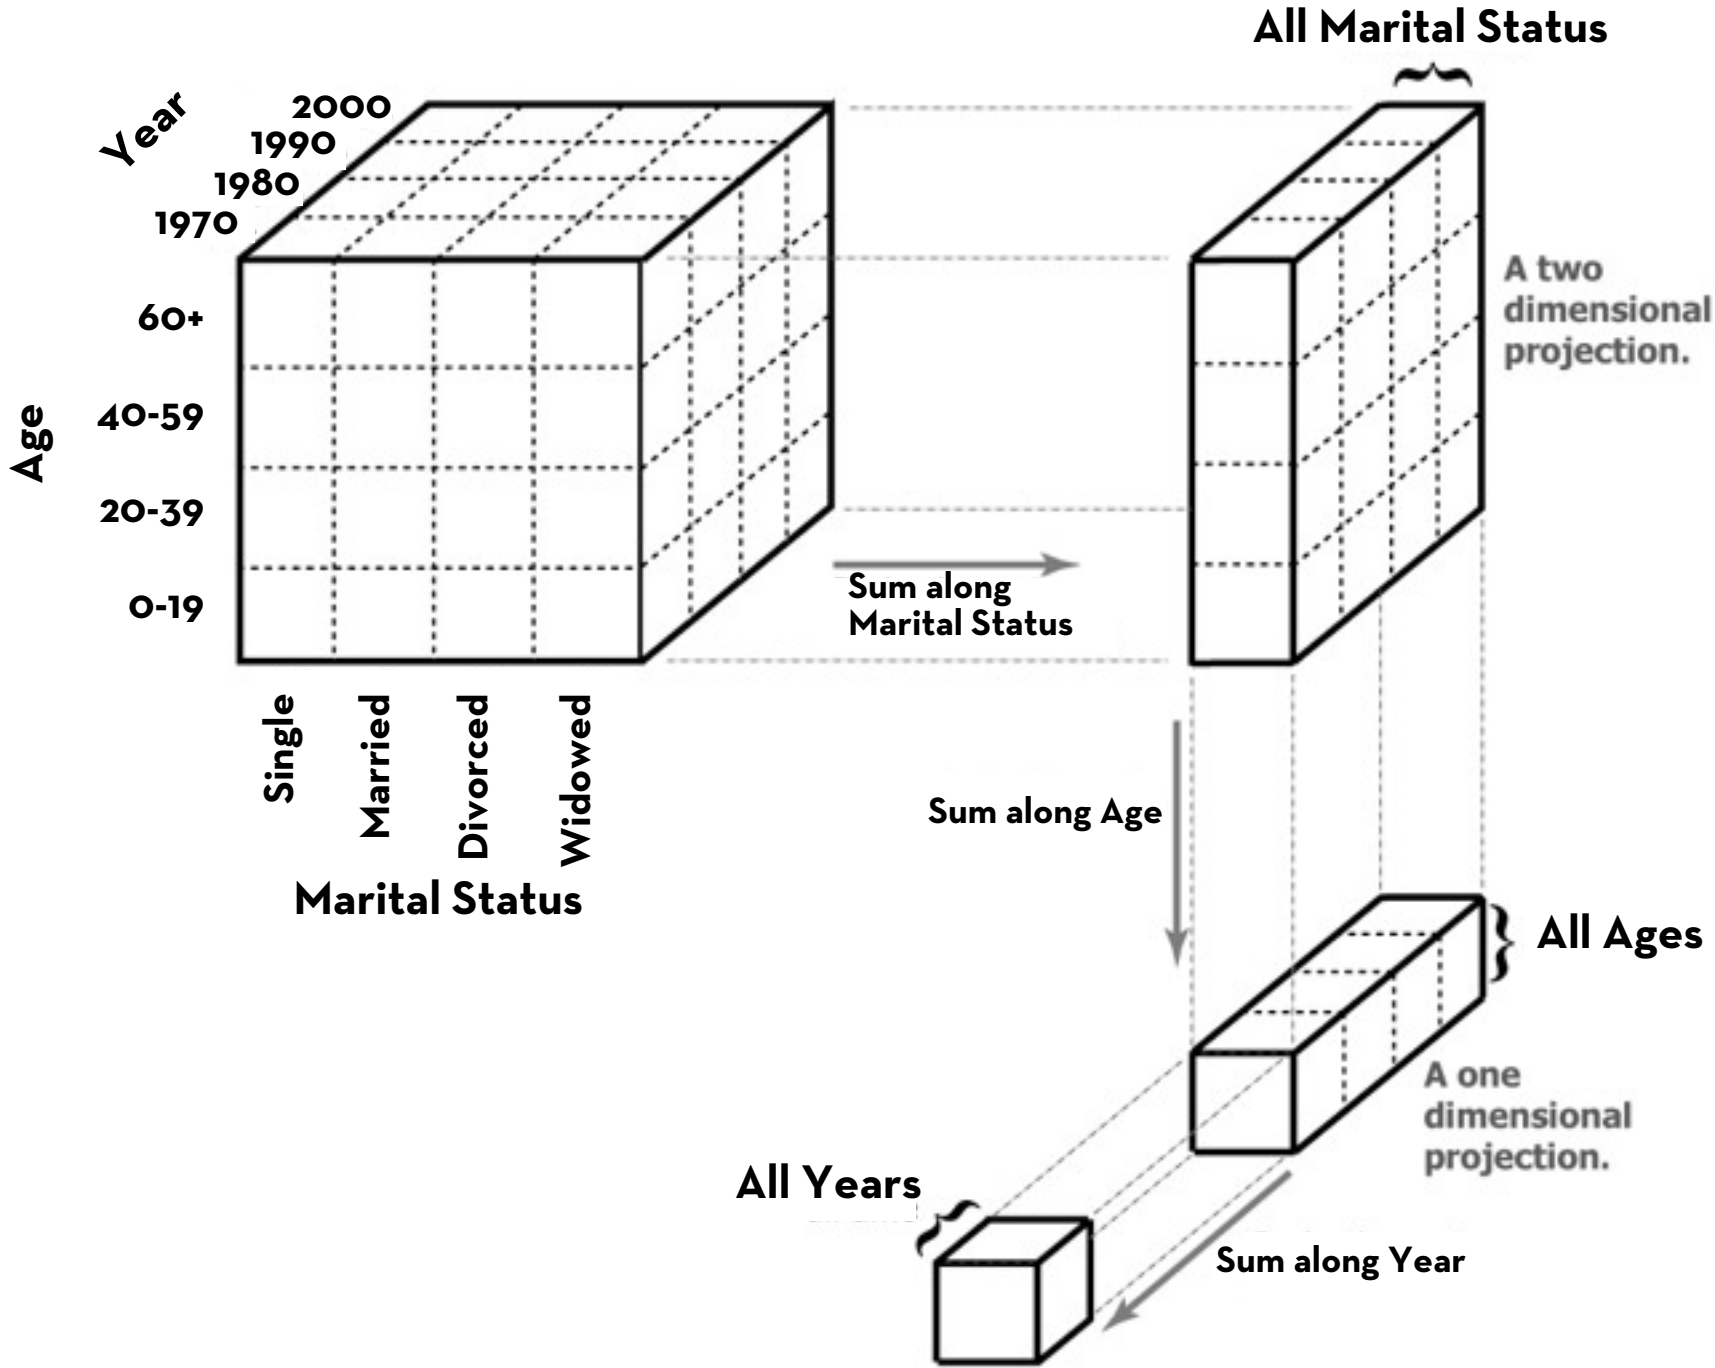 All Marital Status
Year
2000
1990
1980
1970
60+
40-59
20-39
0-19
Age
Single
Married
Divorced
Widowed
Marital Status
A two
dimensional
projection.
Sum along
Marital Status
Sum along Age
All Ages
A one
dimensional
projection.
All Years
Sum along Year